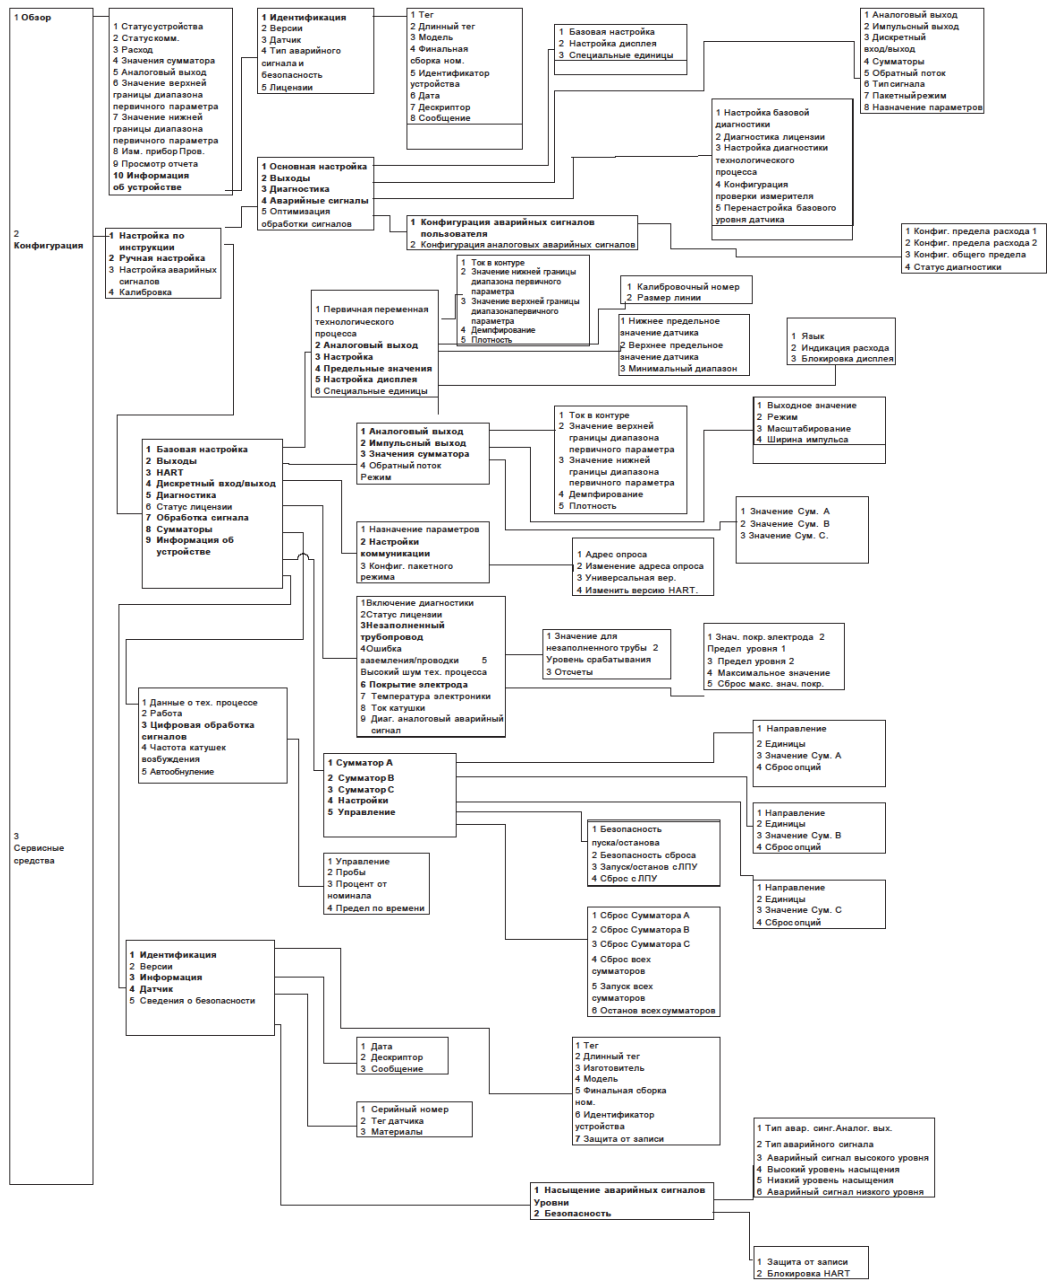 1 Обзор
2
Конфигурация
3
Сервисные
средства
1 Статус устройства
2 Статус комм.
3 Расход
4 Значения сумматора
5 Аналоговый выход
6 Значение верхней
границы диапазона
первичного параметра
7 Значение нижней
границы диапазона
первичного параметра
8 Изм. прибор Пров.
9 Просмотр отчета
10 Информация
об устройстве
1 Идентификация
2 Версии
3 Датчик
4 Тип аварийного
сигнала и
безопасность
5 Лицензии
1 Тег
2 Длинный тег
3 Модель
4 Финальная
сборка ном.
5 Идентификатор
устройства
6 Дата
7 Дескриптор
8 Сообщение
1 Базовая настройка
2 Настройка дисплея
3 Специальные единицы
1 Аналоговый выход
2 Импульсный выход
3 Дискретный
вход/выход
4 Сумматоры
5 Обратный поток
6 Тип сигнала
7 Пакетный режим
8 Назначение параметров
1 Настройка базовой
диагностики
2 Диагностика лицензии
3 Настройка диагностики
технологического
процесса
4 Конфигурация
проверки измерителя
5 Перенастройка базового
уровня датчика
1 Основная настройка
2 Выходы
3 Диагностика
4 Аварийные сигналы
5 Оптимизация
обработки сигналов
1 Конфигурация аварийных сигналов
пользователя
2 Конфигурация аналоговых аварийных сигналов
1 Конфиг. предела расхода 1
2 Конфиг. предела расхода 2
3 Конфиг. общего предела
4 Статус диагностики
1 Настройка по
инструкции
2 Ручная настройка
3 Настройка аварийных
сигналов
4 Калибровка
1 Ток в контуре
2 Значение нижней границы
диапазона первичного
параметра
3 Значение верхней границы
диапазонапервичного
параметра
4 Демпфирование
5 Плотность
1 Калибровочный номер
2 Размер линии
1 Первичная переменная
технологического
процесса
2 Аналоговый выход
3 Настройка
4 Предельные значения
5 Настройка дисплея
6 Специальные единицы
1 Нижнее предельное
значение датчика
2 Верхнее предельное
значение датчика
3 Минимальный диапазон
1 Язык
2 Индикация расхода
3 Блокировка дисплея
1 Базовая настройка
2 Выходы
3 HART
4 Дискретный вход/выход
5 Диагностика
6 Статус лицензии
7 Обработка сигнала
8 Сумматоры
9 Информация об
устройстве
1 Аналоговый выход
2 Импульсный выход
3 Значения сумматора
4 Обратный поток
Режим
1 Ток в контуре
2 Значение верхней
границы диапазона
первичного параметра
3 Значение нижней
границы диапазона
первичного параметра
4 Демпфирование
5 Плотность
1 Выходное значение
2 Режим
3 Масштабирование
4 Ширина импульса
1 Значение Сум. А
2 Значение Сум. В
3 Значение Сум. С.
1 Назначение параметров
2 Настройки
коммуникации
3 Конфиг. пакетного
режима
1 Адрес опроса
2 Изменение адреса опроса
3 Универсальная вер.
4 Изменить версию HART.
1Включение диагностики
2Статус лицензии
3Незаполненный
трубопровод
4Ошибка
заземления/проводки 5
Высокий шум тех. процесса
6 Покрытие электрода
7 Температура электроники
8 Ток катушки
9 Диаг. аналоговый аварийный
сигнал
1 Значение для
незаполненного трубы 2
Уровень срабатывания
3 Отсчеты
1 Знач. покр. электрода 2
Предел уровня 1
3 Предел уровня 2
4 Максимальное значение
5 Сброс макс. знач. покр.
1 Данные о тех. процессе
2 Работа
3 Цифровая обработка
сигналов
4 Частота катушек
возбуждения
5 Автообнуление
1 Сумматор А
2 Сумматор В
3 Сумматор С
4 Настройки
5 Управление
1 Направление
2 Единицы
3 Значение Сум. А
4 Сброс опций
1 Направление
2 Единицы
3 Значение Сум. В
4 Сброс опций
1 Направление
2 Единицы
3 Значение Сум. С
4 Сброс опций
1 Безопасность
пуска/останова
2 Безопасность сброса
3 Запуск/останов с ЛПУ
4 Сброс с ЛПУ
1 Управление
2 Пробы
3 Процент от
номинала
4 Предел по времени
1 Сброс Сумматора А
2 Сброс Сумматора В
3 Сброс Сумматора С
4 Сброс всех
сумматоров
5 Запуск всех
сумматоров
6 Останов всех сумматоров
1 Идентификация
2 Версии
3 Информация
4 Датчик
5 Сведения о безопасности
1 Дата
2 Дескриптор
3 Сообщение
1 Серийный номер
2 Тег датчика
3 Материалы
1 Тег
2 Длинный тег
3 Изготовитель
4 Модель
5 Финальная сборка
ном.
6 Идентификатор
устройства
7 Защита от записи
1 Тип авар. синг.Аналог. вых.
2 Тип аварийного сигнала
3 Аварийный сигнал высокого уровня
4 Высокий уровень насыщения
5 Низкий уровень насыщения
6 Аварийный сигнал низкого уровня
1 Насыщение аварийных сигналов
Уровни
2 Безопасность
1 Защита от записи
2 Блокировка HART